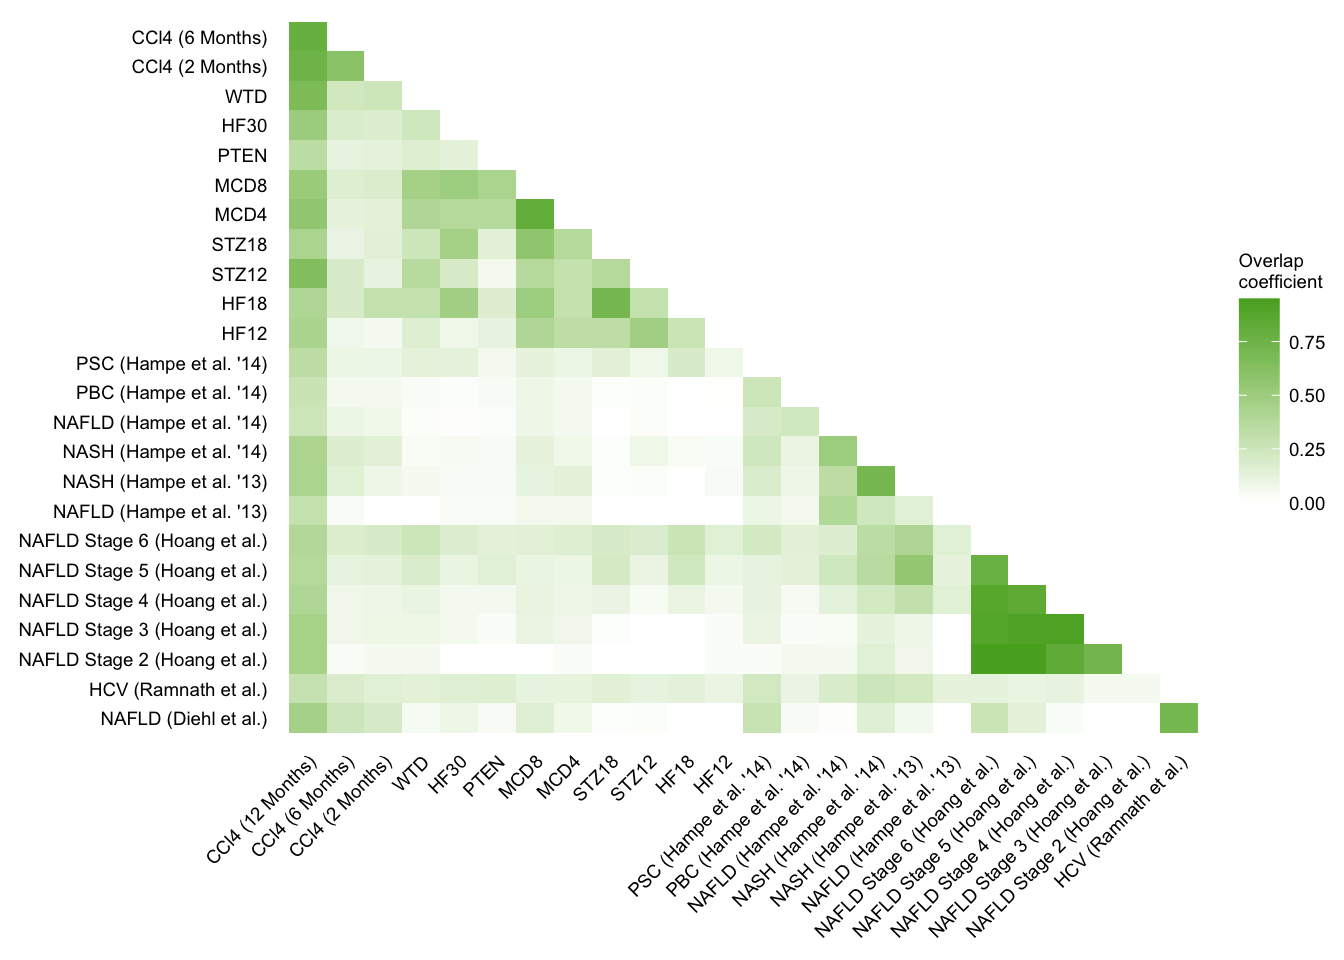 CCl4 (6 Months)
CCl4 (2 Months)
WTD
HF30
PTEN
MCD8
MCD4
STZ18
STZ12
HF18
HF12
PSC (Hampe et al. '14)
PBC (Hampe et al. '14)
NAFLD (Hampe et al. '14)
NASH (Hampe et al. '14)
NASH (Hampe et al. '13)
NAFLD (Hampe et al. '13)
NAFLD Stage 6 (Hoang et al.)
NAFLD Stage 5 (Hoang et al.)
NAFLD Stage 4 (Hoang et al.)
NAFLD Stage 3 (Hoang et al.)
NAFLD Stage 2 (Hoang et al.)
HCV (Ramnath et al.)
NAFLD (Diehl et al.)
CCl4 (12 Months)
CCl4 (6 Months)
CCl4 (2 Months)
WTD
HF30
PTEN
MCD8
MCD4
STZ18
STZ12
HF18
HF12
PSC (Hampe et al. '14)
PBC (Hampe et al. '14)
NAFLD (Hampe et al. '14)
NASH (Hampe et al. '14)
NASH (Hampe et al. '13)
NAFLD (Hampe et al. '13)
NAFLD Stage 6 (Hoang et al.)
NAFLD Stage 5 (Hoang et al.)
NAFLD Stage 4 (Hoang et al.)
NAFLD Stage 3 (Hoang et al.)
NAFLD Stage 2 (Hoang et al.)
HCV (Ramnath et al.)
Overlap
coefficient
0.75
0.50
0.25
0.00